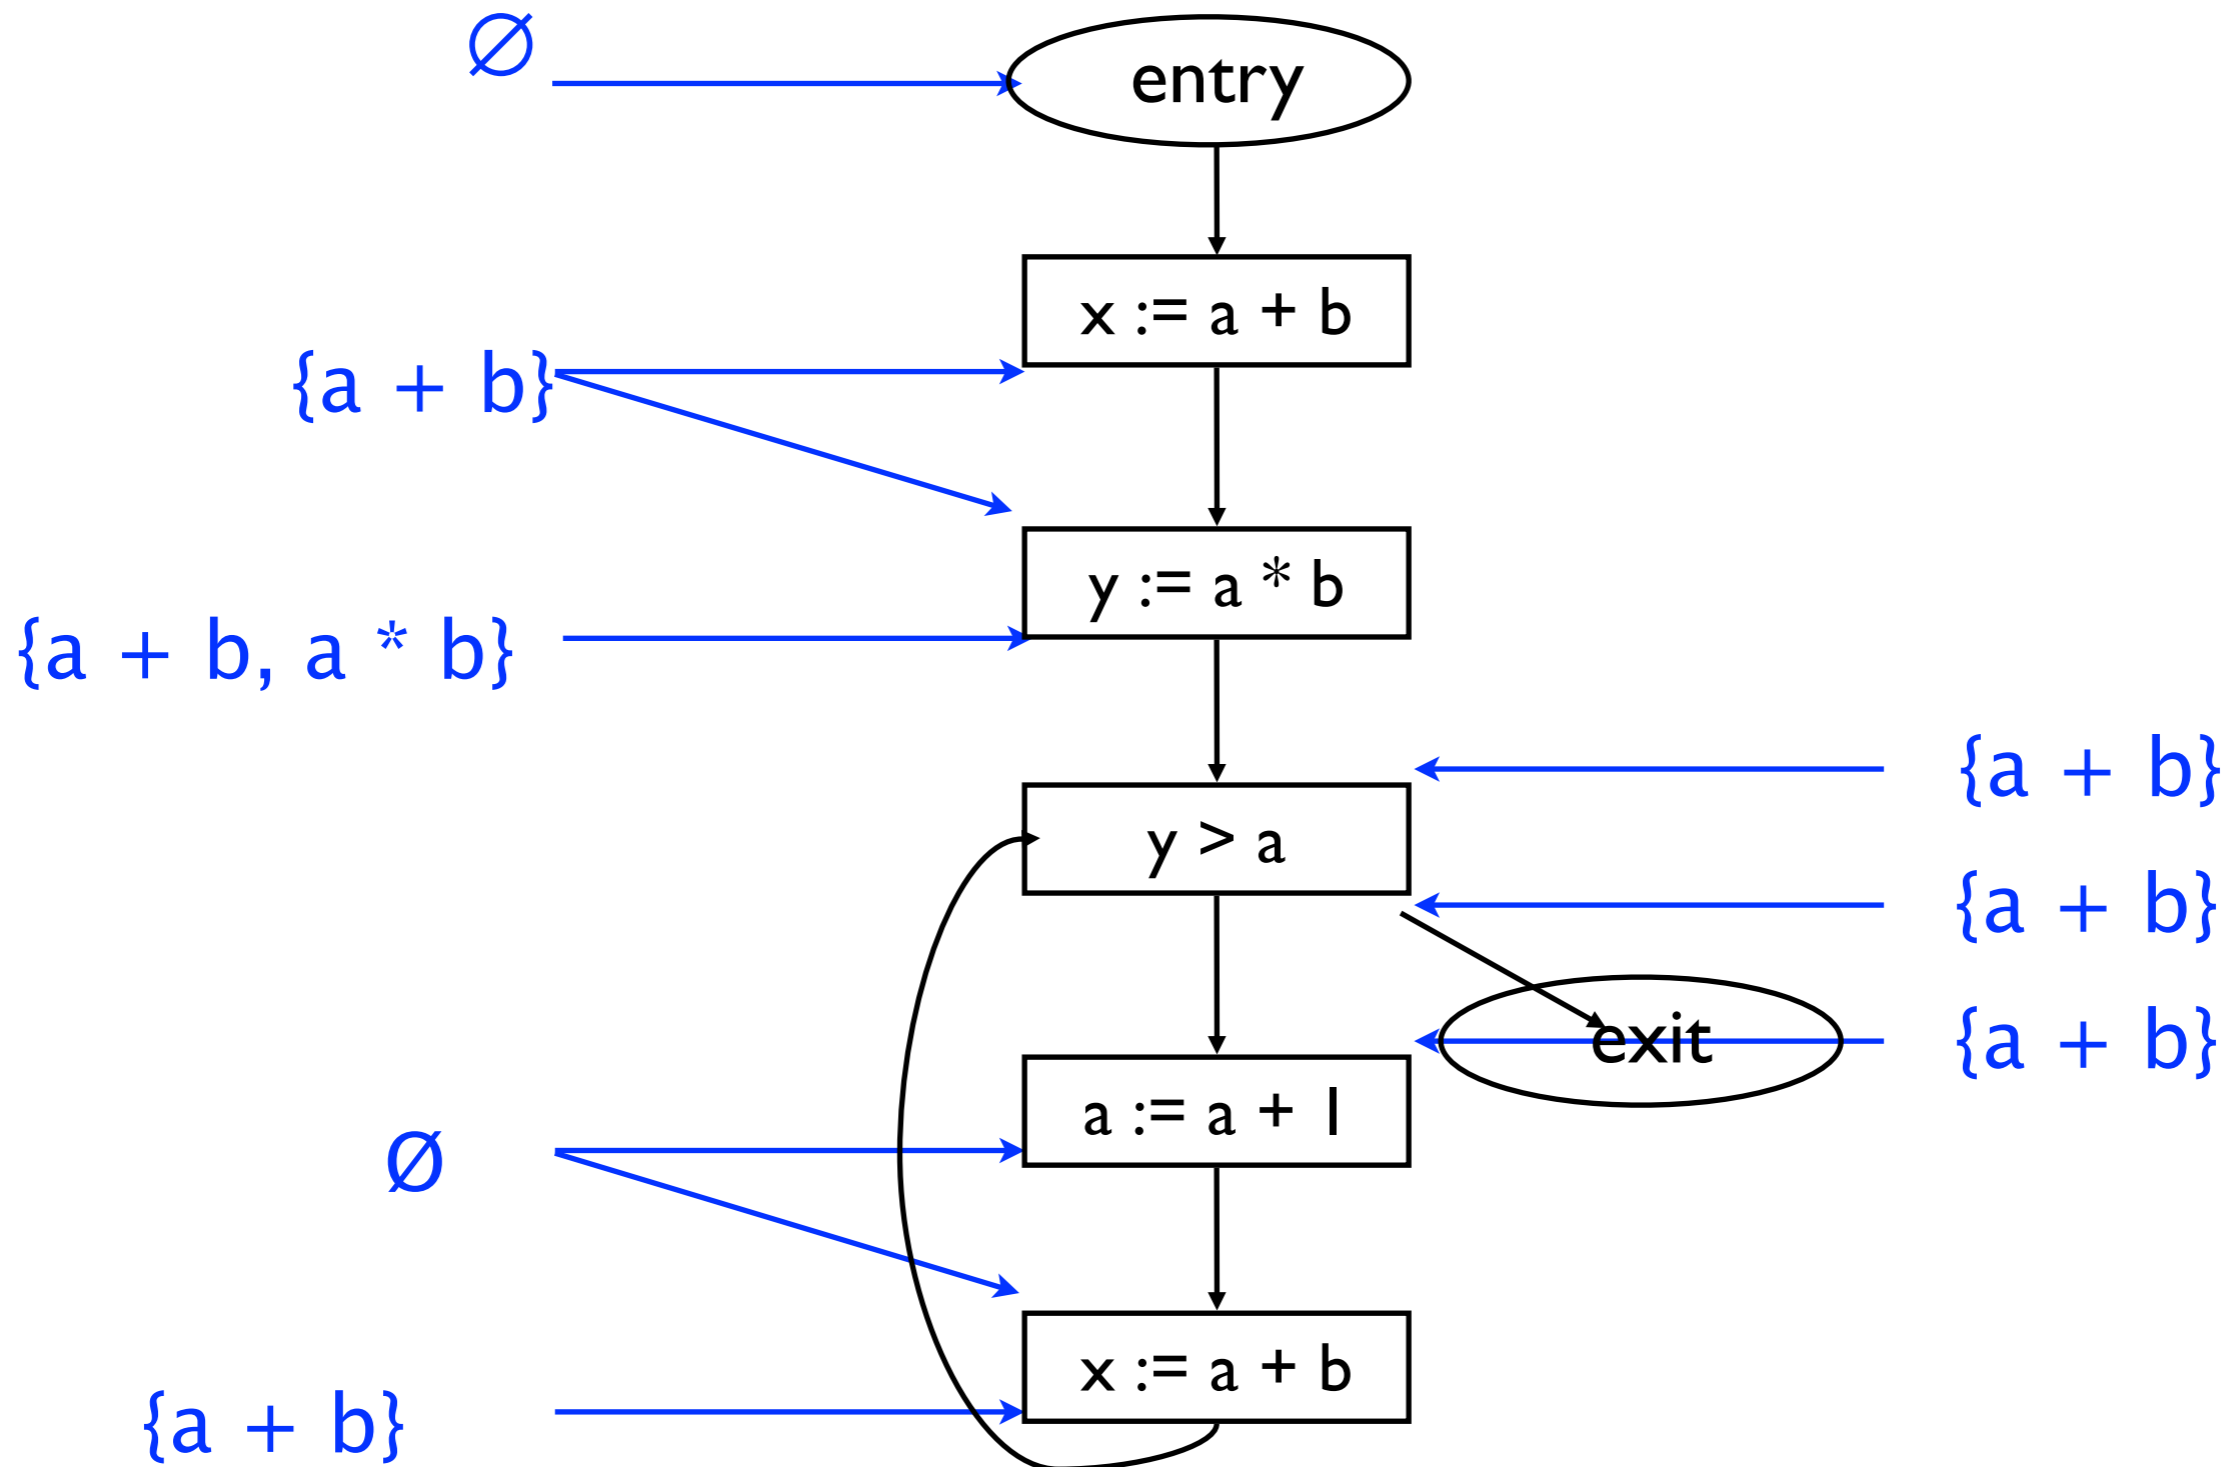 ∅
entry
x := a + b
{a + b}
y := a * b
{a + b, a * b}
{a + b}
y > a
{a + b}
exit
{a + b}
a := a + 1
Ø
x := a + b
{a + b}